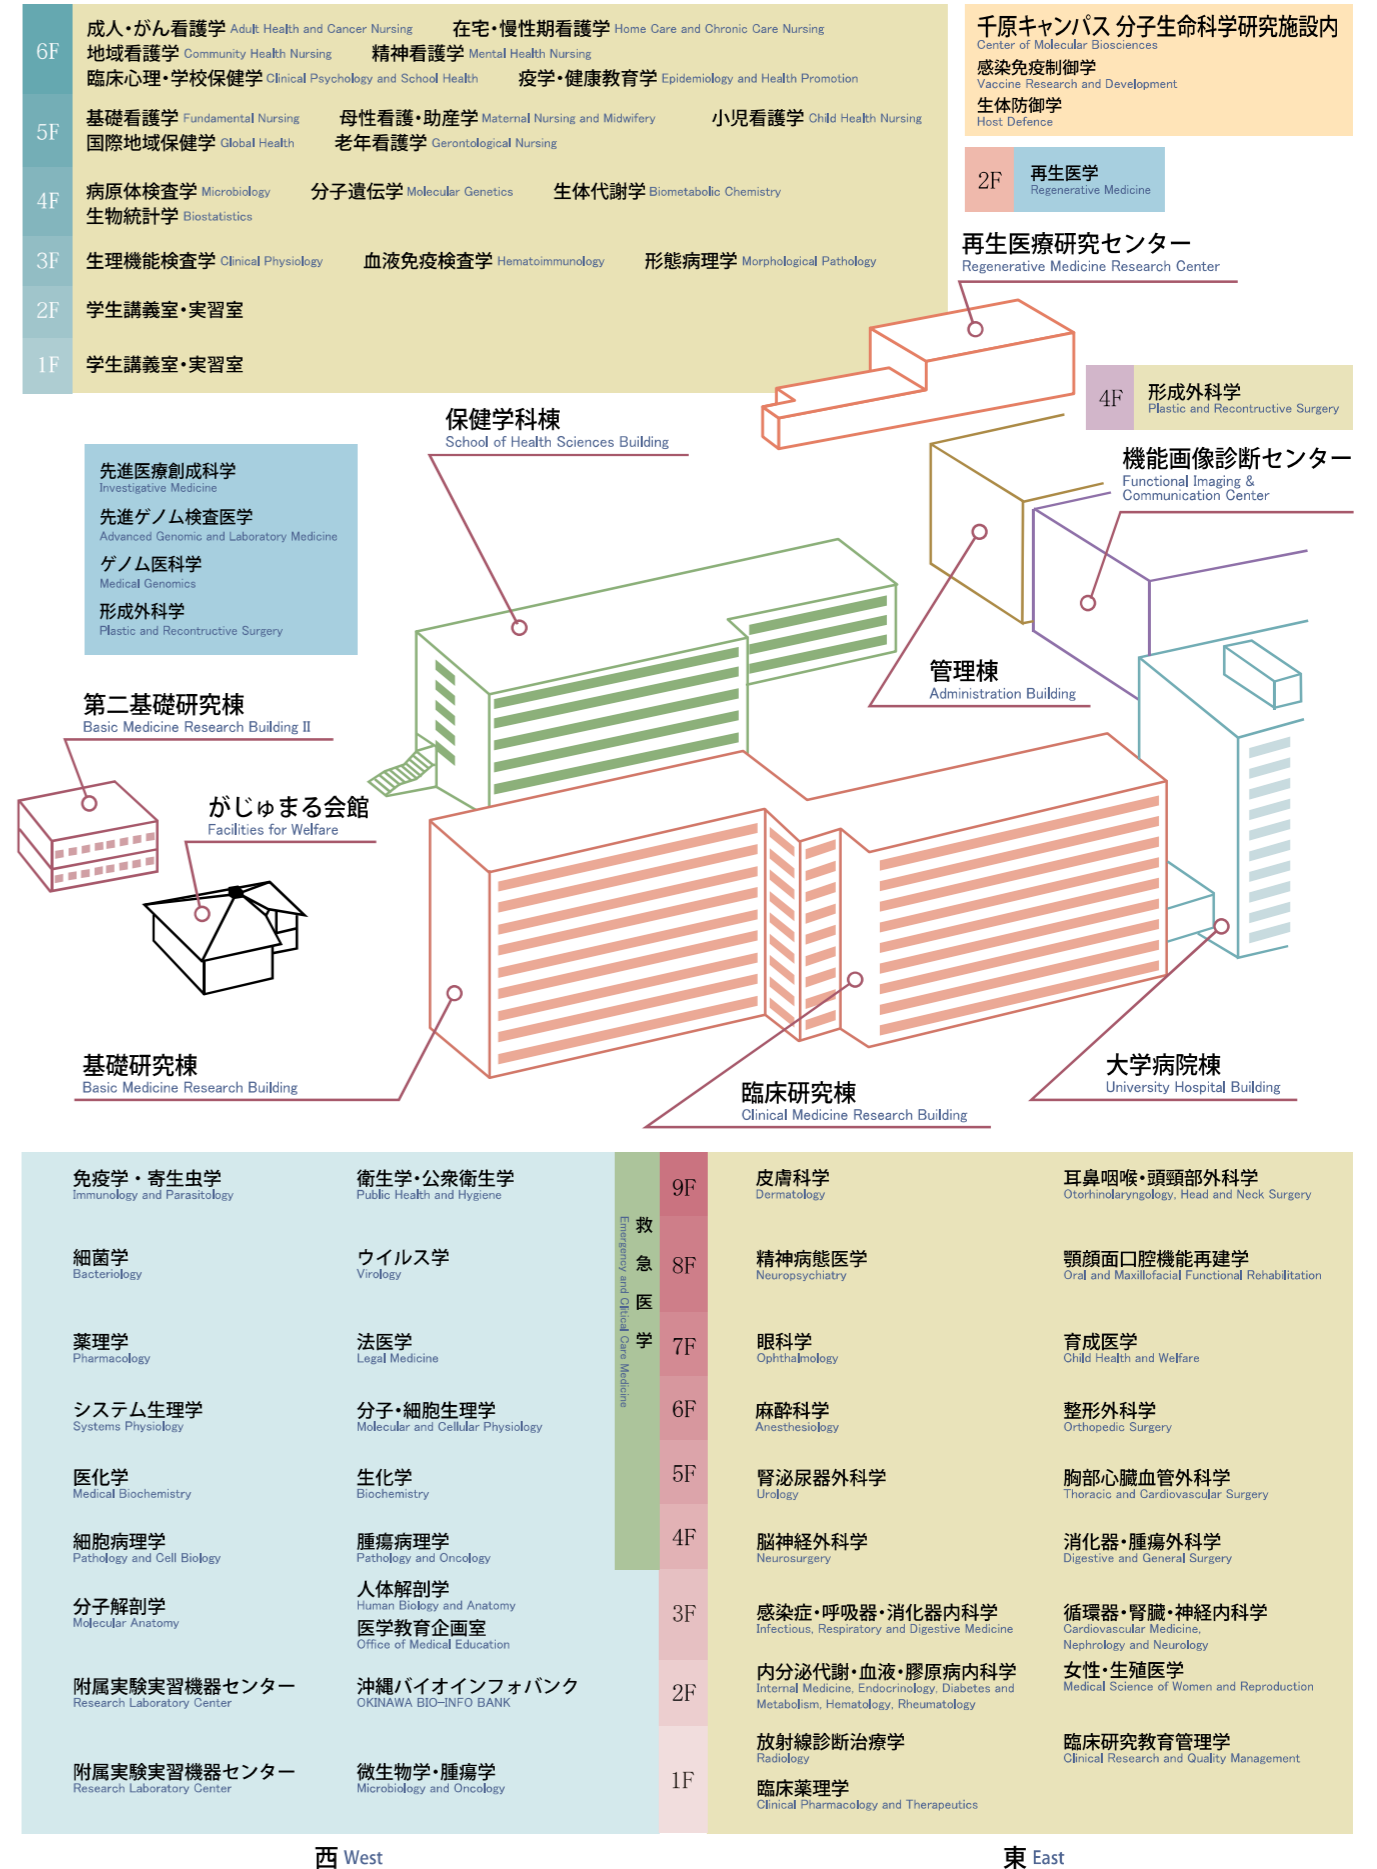 6F
成人・がん看護学 Adult Health and Cancer Nursing 在宅・慢性期看護学 Home Care and Chronic Care Nursing
地域看護学 Community Health Nursing 精神看護学 Mental Health Nursing
臨床心理・学校保健学 Clinical Psychology and School Health 疫学・健康教育学 Epidemiology and Health Promotion
5F
基礎看護学 Fundamental Nursing 母性看護・助産学 Maternal Nursing and Midwifery 小児看護学 Child Health Nursing
国際地域保健学 Global Health 老年看護学 Gerontological Nursing
4F
病原体検査学 Microbiology 分子遺伝学 Molecular Genetics 生体代謝学 Biometabolic Chemistry
生物統計学 Biostatistics
3F
生理機能検査学 Clinical Physiology 血液免疫検査学 Hematoimmunology 形態病理学 Morphological Pathology
2F
学生講義室・実習室
1F
学生講義室・実習室
千原キャンパス 分子生命科学研究施設内
Center of Molecular Biosciences
感染免疫制御学
Vaccine Research and Development
生体防御学
Host Defence
2F
再生医学
Regenerative Medicine
再生医療研究センター
Regenerative Medicine Research Center
4F
形成外科学
Plastic and Recontructive Surgery
機能画像診断センター
Functional Imaging &
Communication Center
保健学科棟
School of Health Sciences Building
先進医療創成科学
Investigative Medicine
先進ゲノム検査医学
Advanced Genomic and Laboratory Medicine
ゲノム医科学
Medical Genomics
形成外科学
Plastic and Recontructive Surgery
管理棟
Administration Building
第二基礎研究棟
Basic Medicine Research Building II
がじゅまる会館
Facilities for Welfare
基礎研究棟
Basic Medicine Research Building
臨床研究棟
Clinical Medicine Research Building
大学病院棟
University Hospital Building
免疫学・寄生虫学
Immunology and Parasitology
衛生学・公衆衛生学
Public Health and Hygiene
細菌学
Bacteriology
ウイルス学
Virology
薬理学
Pharmacology
法医学
Legal Medicine
システム生理学
Systems Physiology
分子・細胞生理学
Molecular and Cellular Physiology
医化学
Medical Biochemistry
生化学
Biochemistry
細胞病理学
Pathology and Cell Biology
腫瘍病理学
Pathology and Oncology
分子解剖学
Molecular Anatomy
人体解剖学
Human Biology and Anatomy
医学教育企画室
Office of Medical Education
附属実験実習機器センター
Research Laboratory Center
沖縄バイオインフォバンク
OKINAWA BIO-INFO BANK
附属実験実習機器センター
Research Laboratory Center
微生物学・腫瘍学
Microbiology and Oncology
救急医学
Emergency and Clitical Care Medicine
9F
皮膚科学
Dermatology
耳鼻咽喉・頭頸部外科学
Otorhinolaryngology, Head and Neck Surgery
8F
精神病態医学
Neuropsychiatry
顎顔面口腔機能再建学
Oral and Maxillofacial Functional Rehabilitation
7F
眼科学
Ophthalmology
育成医学
Child Health and Welfare
6F
麻酔科学
Anesthesiology
整形外科学
Orthopedic Surgery
5F
腎泌尿器外科学
Urology
胸部心臓血管外科学
Thoracic and Cardiovascular Surgery
4F
脳神経外科学
Neurosurgery
消化器・腫瘍外科学
Digestive and General Surgery
3F
感染症・呼吸器・消化器内科学
Infectious, Respiratory and Digestive Medicine
循環器・腎臓・神経内科学
Cardiovascular Medicine,
Nephrology and Neurology
2F
内分泌代謝・血液・膠原病内科学
Internal Medicine, Endocrinology, Diabetes and
Metabolism, Hematology, Rheumatology
女性・生殖医学
Medical Science of Women and Reproduction
1F
放射線診断治療学
Radiology
臨床研究教育管理学
Clinical Research and Quality Management
臨床薬理学
Clinical Pharmacology and Therapeutics
西 West
東 East